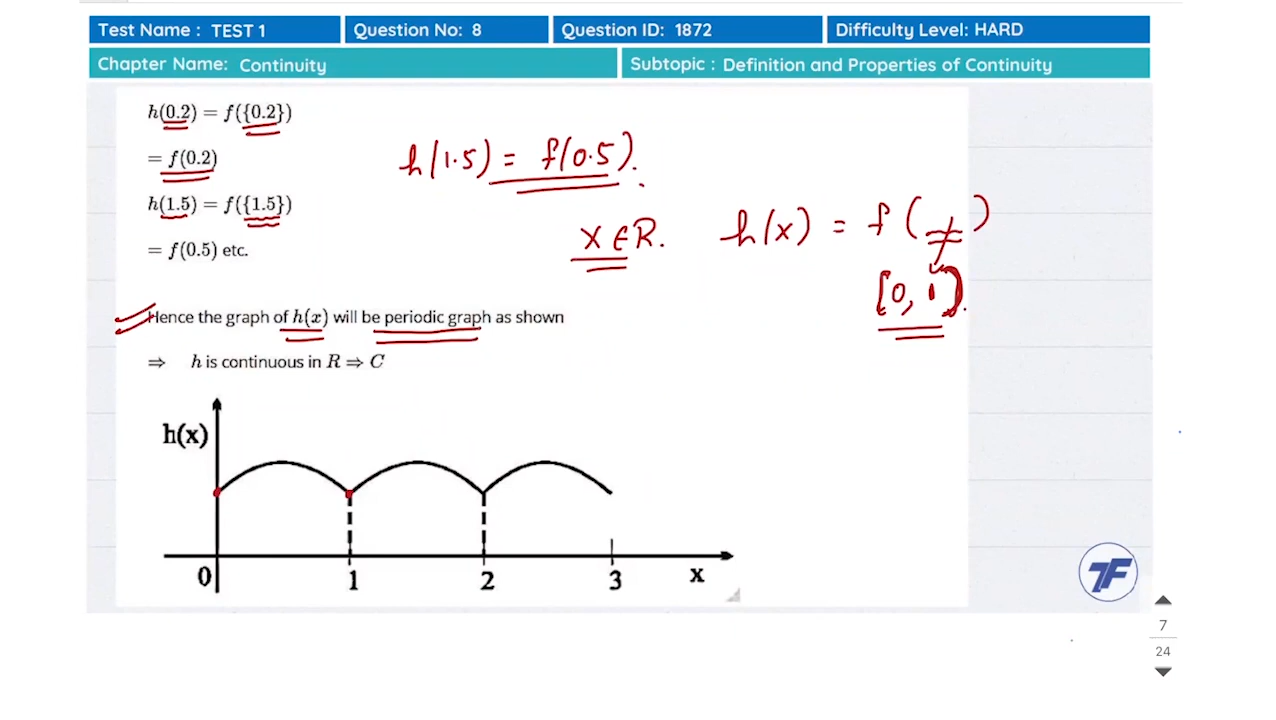 Test Name : TEST 1
Question No: 8
Question ID: 1872
Difficulty Level: HARD
Chapter Name: Continuity
Subtopic : Definition and Properties of Continuity
h(0.2) = f({0.2})
= f(0.2)
h(1.5) = f(0.5).
h(1.5) = f({1.5})
x ∈ R. h(x) = f ( )
= f(0.5) etc.
[0, 1).
Hence the graph of h(x) will be periodic graph as shown
⇒ h is continuous in R ⇒ C
h(x)
0 1 2 3 x
7F
7
24